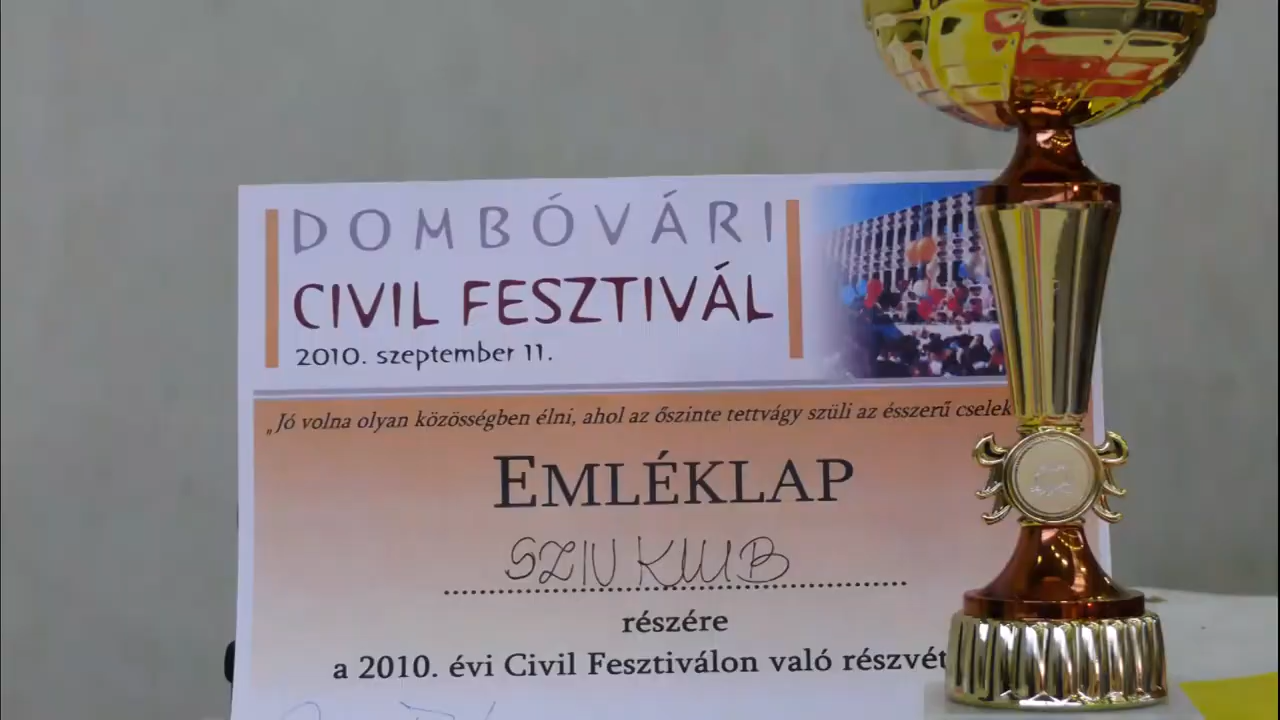 DOMBÓVÁRI
CIVIL FESZTIVÁL
2010. szeptember 11.
„Jó volna olyan közösségben élni, ahol az őszinte tettvágy szüli az ésszerű cselek
EMLÉKLAP
SZIV KLUB
részére
a 2010. évi Civil Fesztiválon való részvét